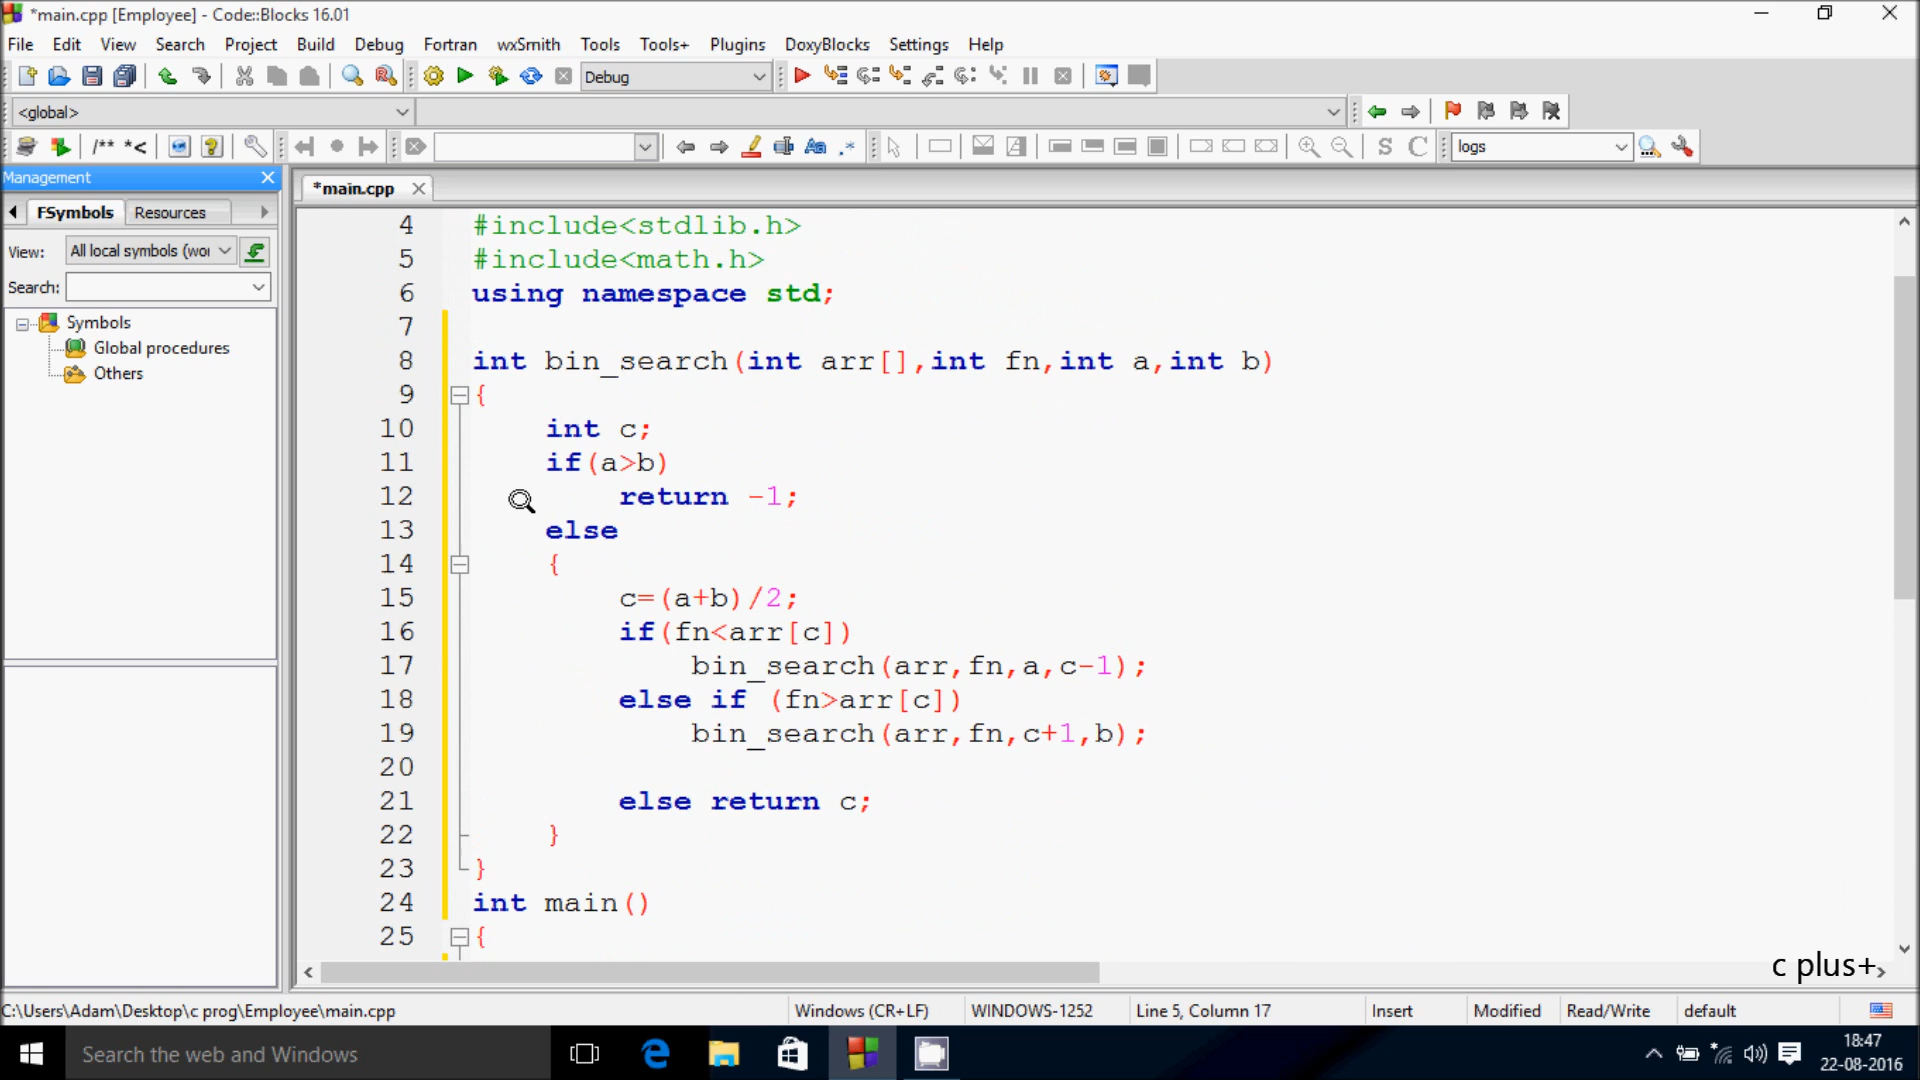 *main.cpp [Employee] - Code::Blocks 16.01
File Edit View Search Project Build Debug Fortran wxSmith Tools Tools+ Plugins DoxyBlocks Settings Help
Debug
<global>
/** *< logs
Management
FSymbols Resources
*main.cpp
View: All local symbols (wor
Search:
Symbols
Global procedures
Others
4 #include<stdlib.h>
5 #include<math.h>
6 using namespace std;
7
8 int bin_search(int arr[],int fn,int a,int b)
9 {
10 int c;
11 if(a>b)
12 return -1;
13 else
14 {
15 c=(a+b)/2;
16 if(fn<arr[c])
17 bin_search(arr,fn,a,c-1);
18 else if (fn>arr[c])
19 bin_search(arr,fn,c+1,b);
20
21 else return c;
22 }
23 }
24 int main()
25 {
c plus+
C:\Users\Adam\Desktop\c prog\Employee\main.cpp Windows (CR+LF) WINDOWS-1252 Line 5, Column 17 Insert Modified Read/Write default
Search the web and Windows
18:47
22-08-2016